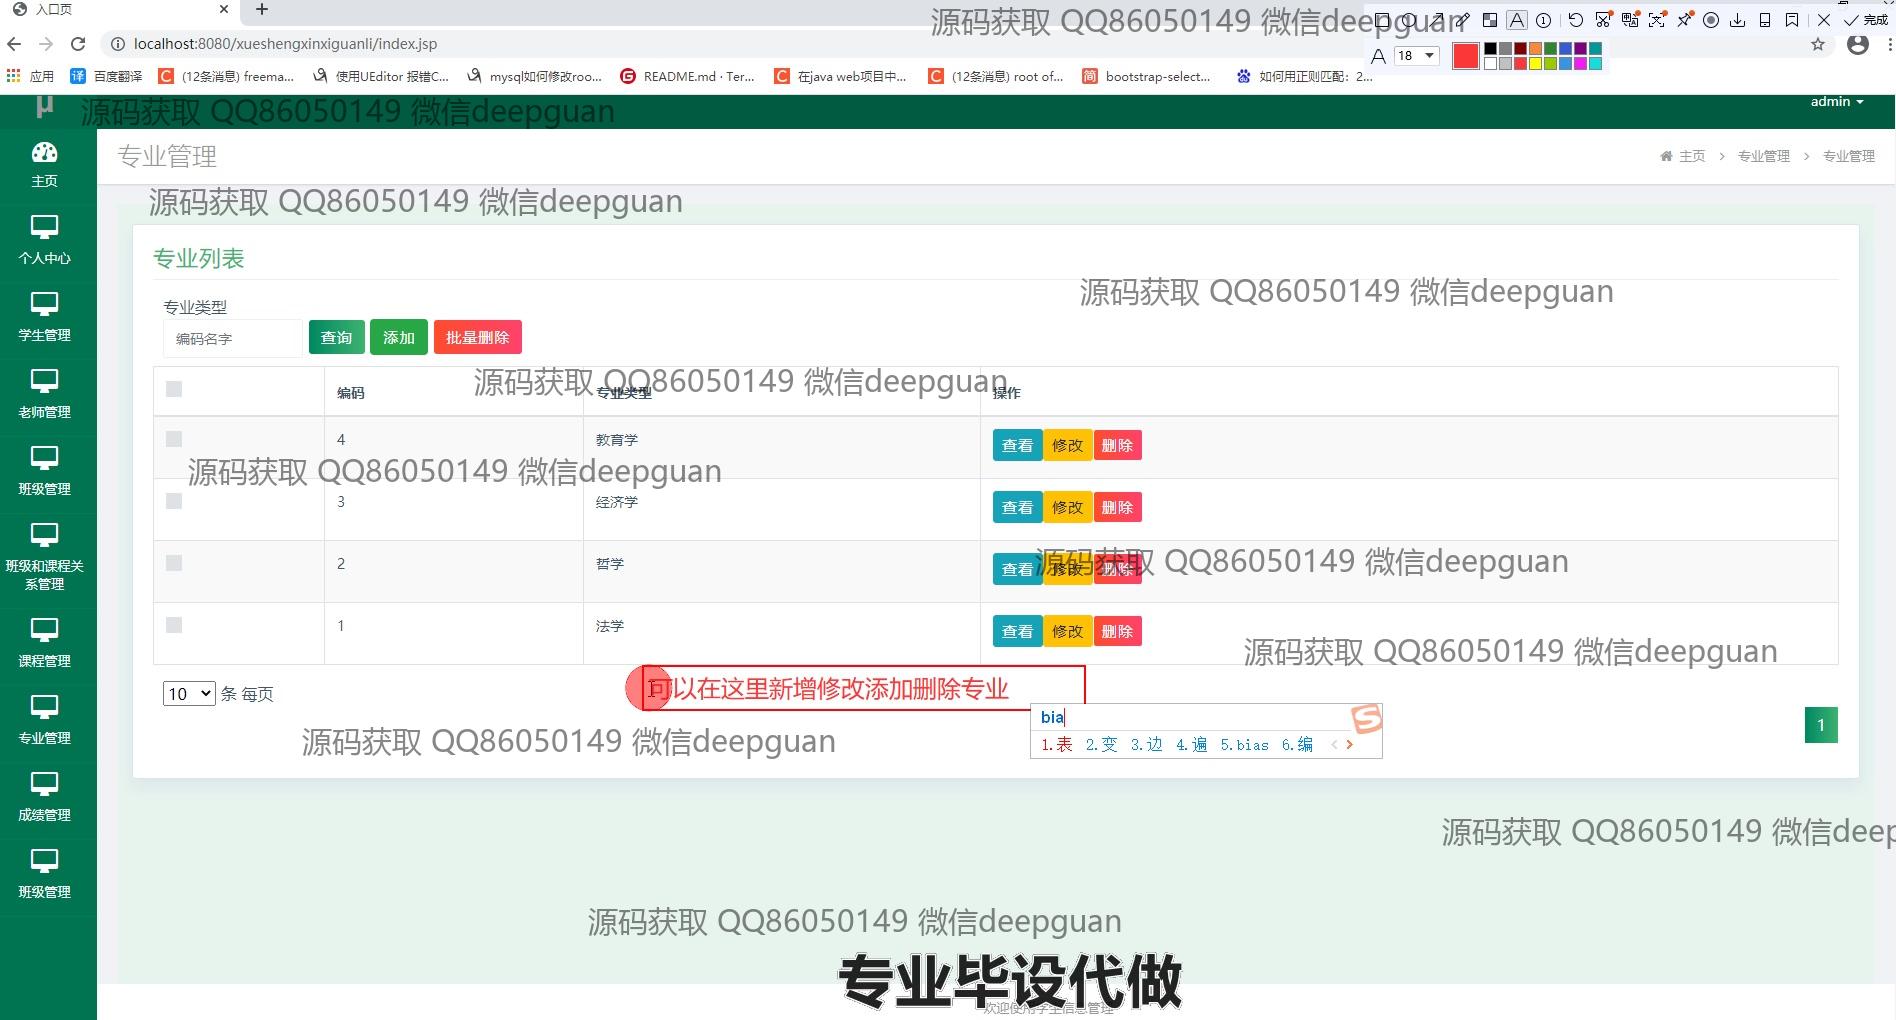 入口页
源码获取 QQ86050149 微信deepguan
完成
localhost:8080/xueshengxinxiguanli/index.jsp
A 18
应用 百度翻译 (12条消息) freema... 使用UEditor 报错C... mysql如何修改roo... README.md · Ter... 在java web项目中... (12条消息) root of... bootstrap-select... 如何用正则匹配：2...
μ 源码获取 QQ86050149 微信deepguan admin
专业管理 主页 > 专业管理 > 专业管理
主页
源码获取 QQ86050149 微信deepguan
个人中心
专业列表
源码获取 QQ86050149 微信deepguan
专业类型
学生管理
编码名字 查询 添加 批量删除
源码获取 QQ86050149 微信deepguan
编码 专业类型 操作
老师管理
4 教育学 查看 修改 删除
源码获取 QQ86050149 微信deepguan
班级管理
3 经济学 查看 修改 删除
源码获取 QQ86050149 微信deepguan
班级和课程关
系管理
2 哲学 查看 修改 删除
1 法学 查看 修改 删除
源码获取 QQ86050149 微信deepguan
课程管理
10 条 每页
可以在这里新增修改添加删除专业
bia
1.表 2.变 3.边 4.遍 5.bias 6.编
1
源码获取 QQ86050149 微信deepguan
专业管理
成绩管理
源码获取 QQ86050149 微信deep
班级管理
源码获取 QQ86050149 微信deepguan
专业毕设代做
欢迎使用学生信息管理